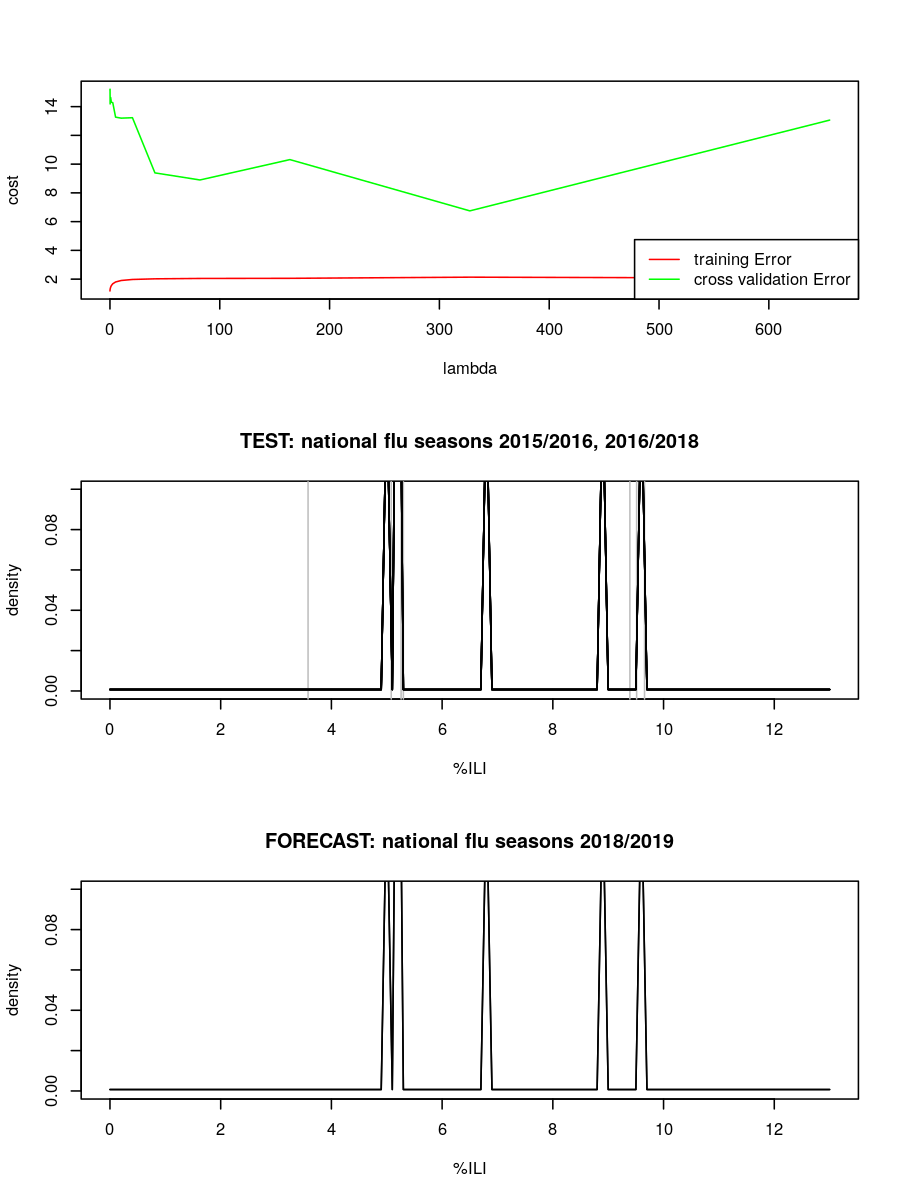 14
10
8
6
4
2
cost
training Error
cross validation Error
0 100 200 300 400 500 600
lambda
TEST: national flu seasons 2015/2016, 2016/2018
0.08
0.04
0.00
density
0 2 4 6 8 10 12
%ILI
FORECAST: national flu seasons 2018/2019
0.08
0.04
0.00
density
0 2 4 6 8 10 12
%ILI